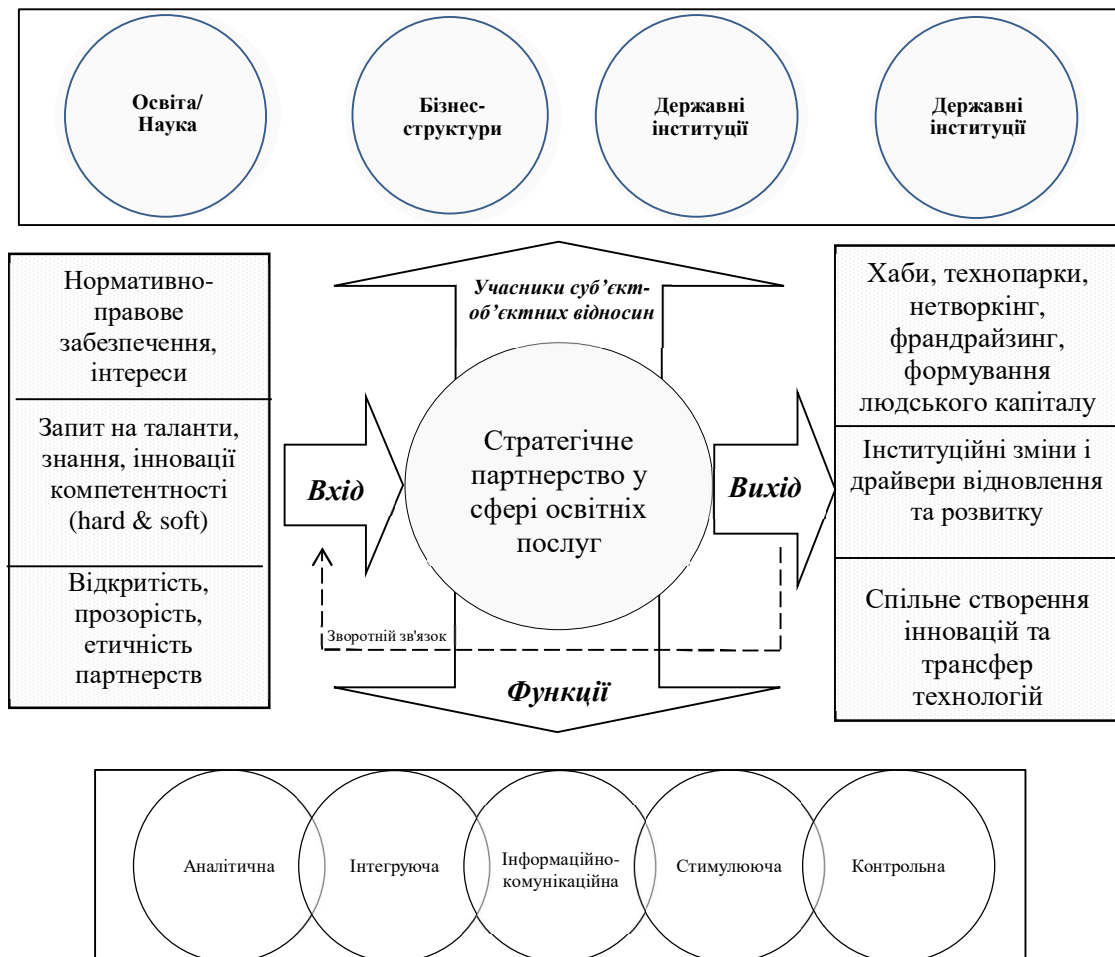 Освіта/
Наука
Бізнес-
структури
Державні
інституції
Державні
інституції
Нормативно-
правове
забезпечення,
інтереси
Запит на таланти,
знання, інновації
компетентності
(hard & soft)
Відкритість,
прозорість,
етичність
партнерств
Учасники суб’єкт-
об’єктних відносин
Вхід
Стратегічне
партнерство у
сфері освітніх
послуг
Вихід
Зворотній зв'язок
Функції
Хаби, технопарки,
нетворкінг,
франдрайзинг,
формування
людського капіталу
Інституційні зміни і
драйвери відновлення
та розвитку
Спільне створення
інновацій та
трансфер
технологій
Аналітична
Інтегруюча
Інформаційно-
комунікаційна
Стимулююча
Контрольна